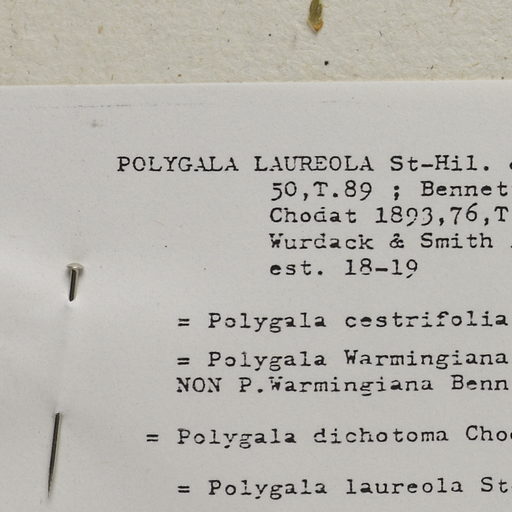 POLYGALA LAUREOLA St-Hil.
50,T.89 ; Bennet
Chodat 1893,76,T
Wurdack & Smith
est. 18-19
= Polygala cestrifolia
= Polygala Warmingiana
NON P.Warmingiana Benn
= Polygala dichotoma Cho
= Polygala laureola St